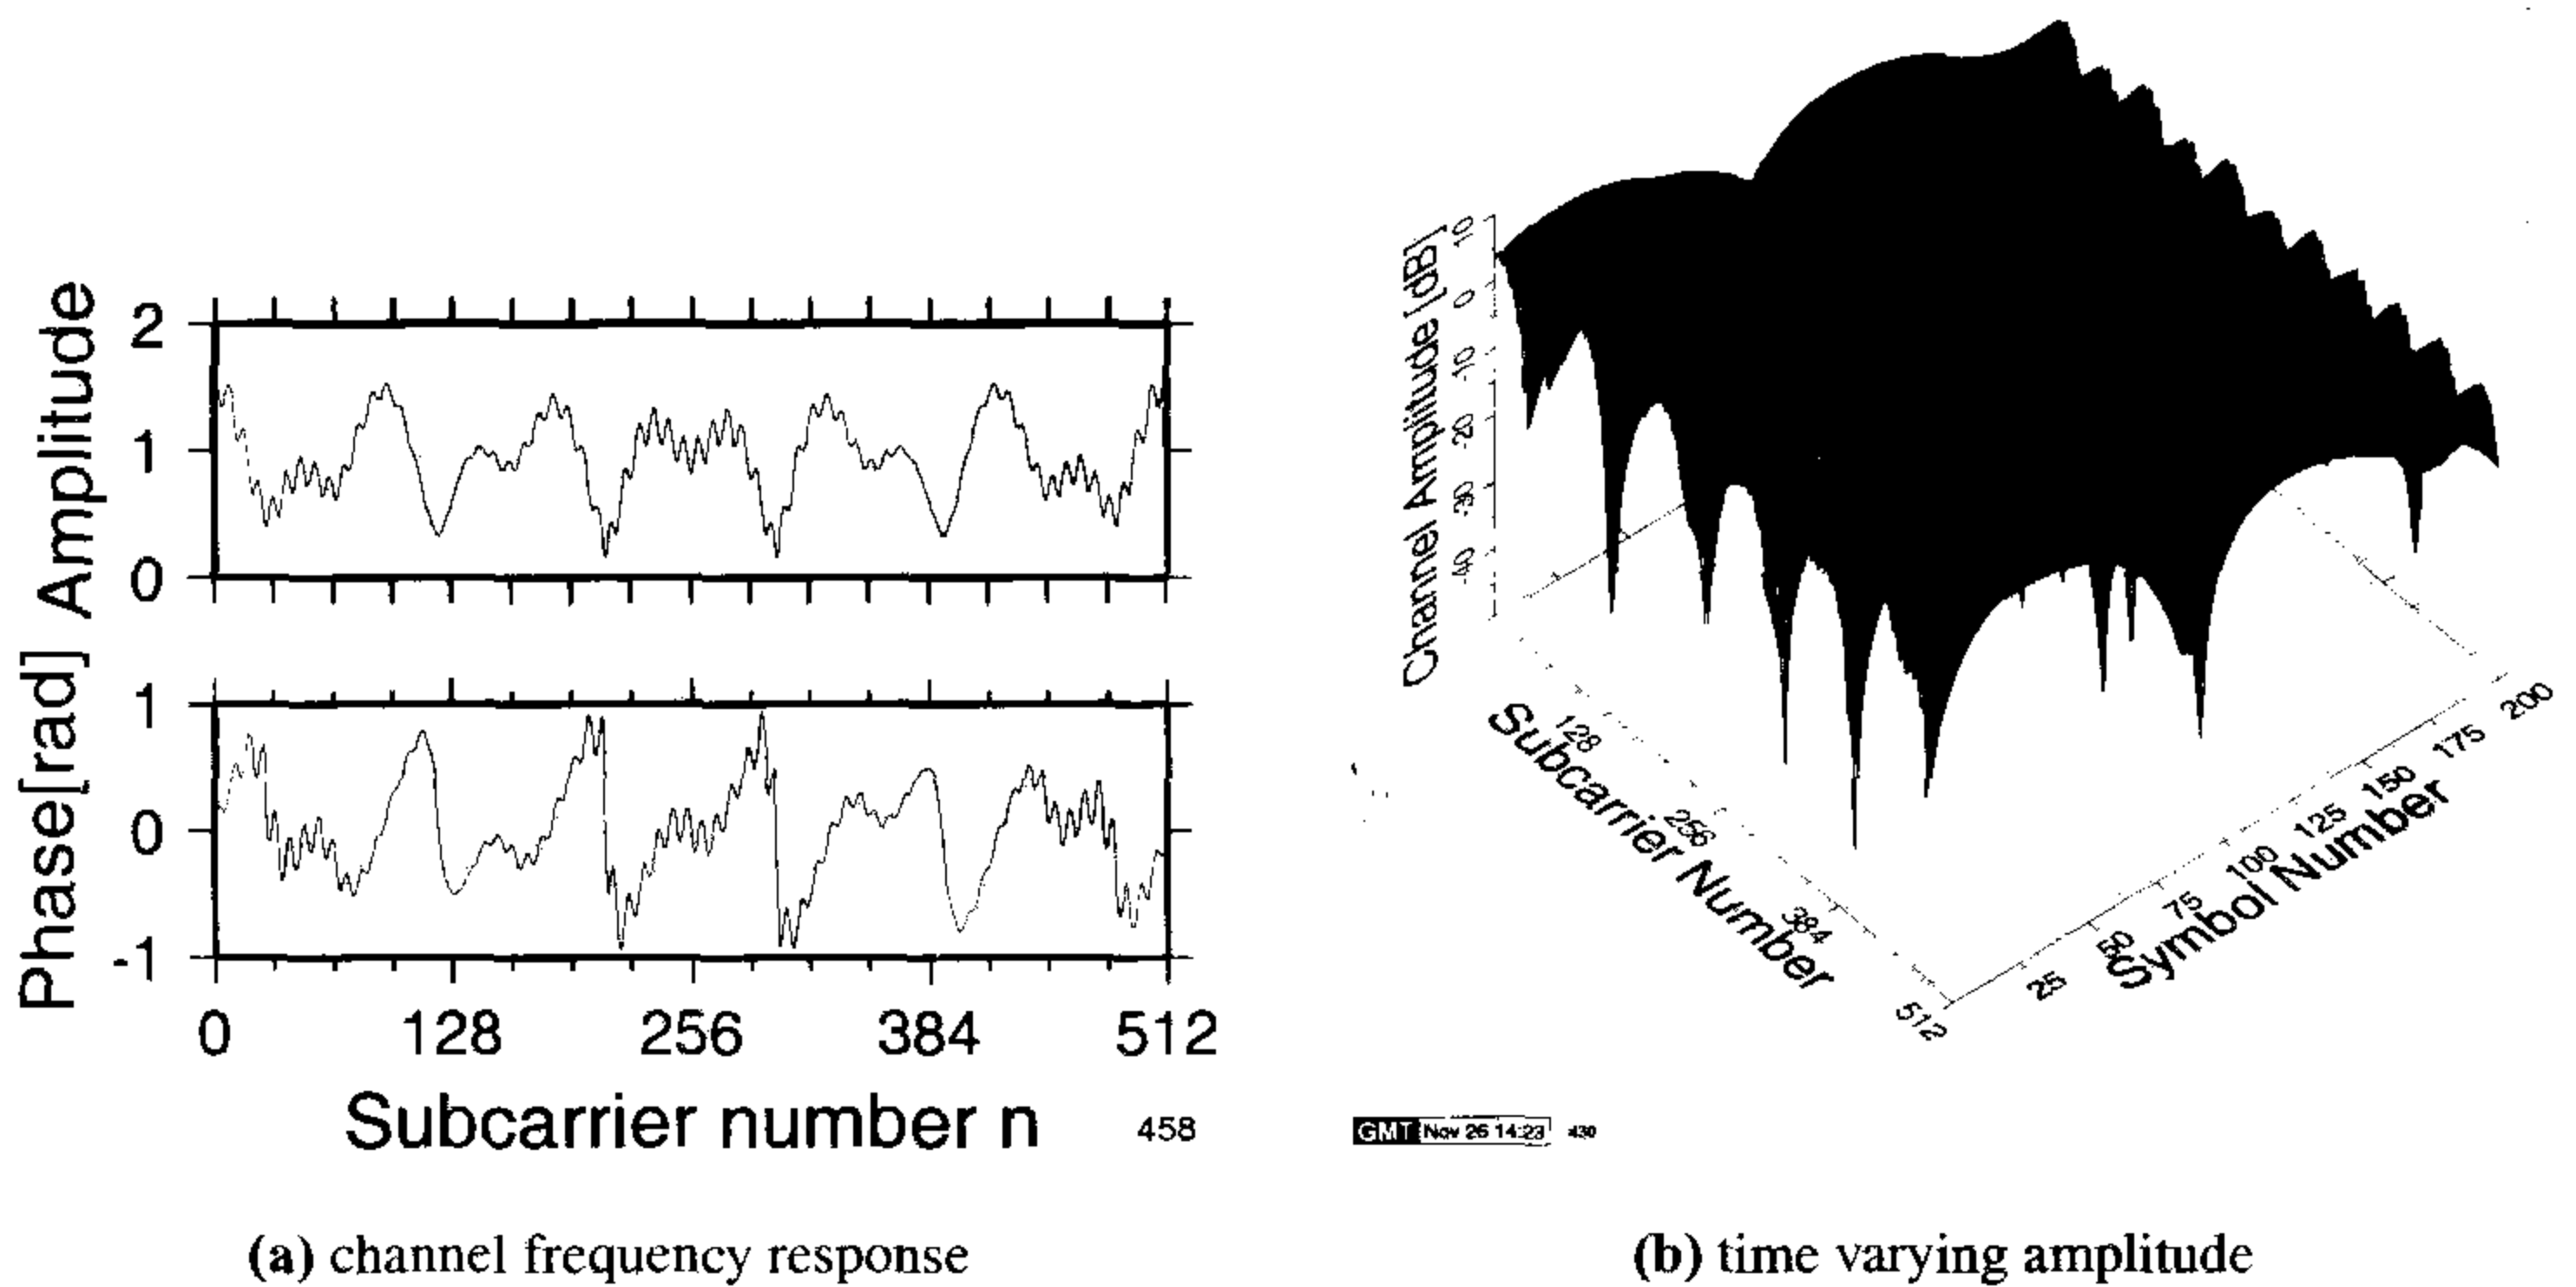 Amplitude
2
1
0
Phase[rad]
1
0
-1
0 128 256 384 512
Subcarrier number n
458
(a) channel frequency response
Channel Amplitude [dB]
10
0
-10
-20
-30
-40
Subcarrier Number
128
256
384
512
Symbol Number
25
50
75
100
125
150
175
200
GMT Nov 26 14:23 430
(b) time varying amplitude